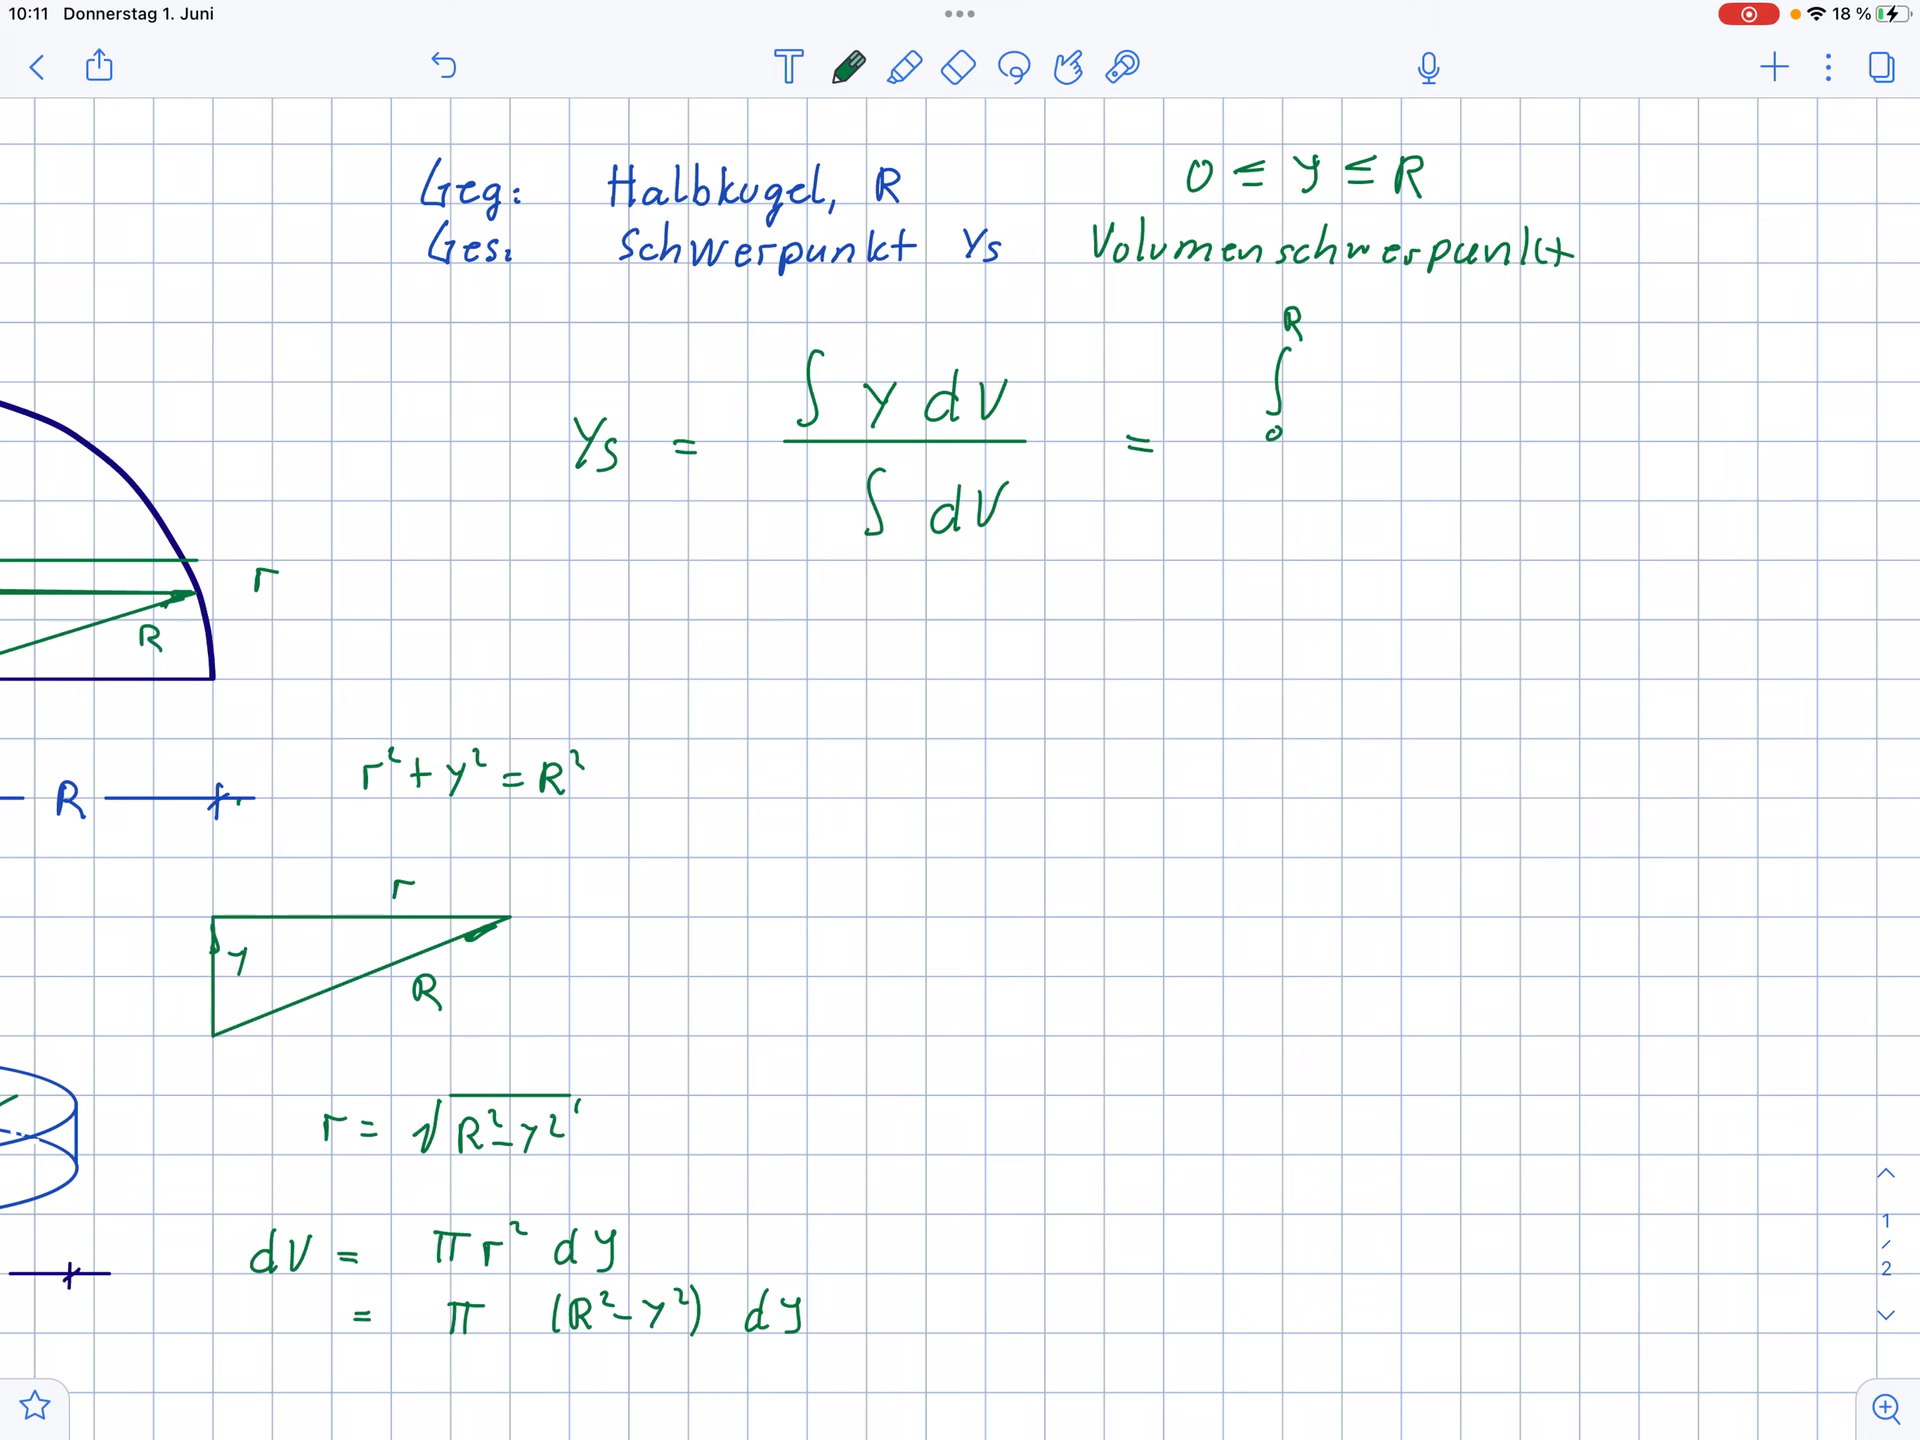 10:11 Donnerstag 1. Juni
18 %
Geg: Halbkugel, R
0 ≤ y ≤ R
Ges: Schwerpunkt Ys Volumenschwerpunkt
Ys = ∫ y dV / ∫ dV = ∫ 0 R
r
R
R
r² + y² = R²
r
y
R
r = √R² - y²
dV = π r² dy
= π (R² - y²) dy
1
/
2